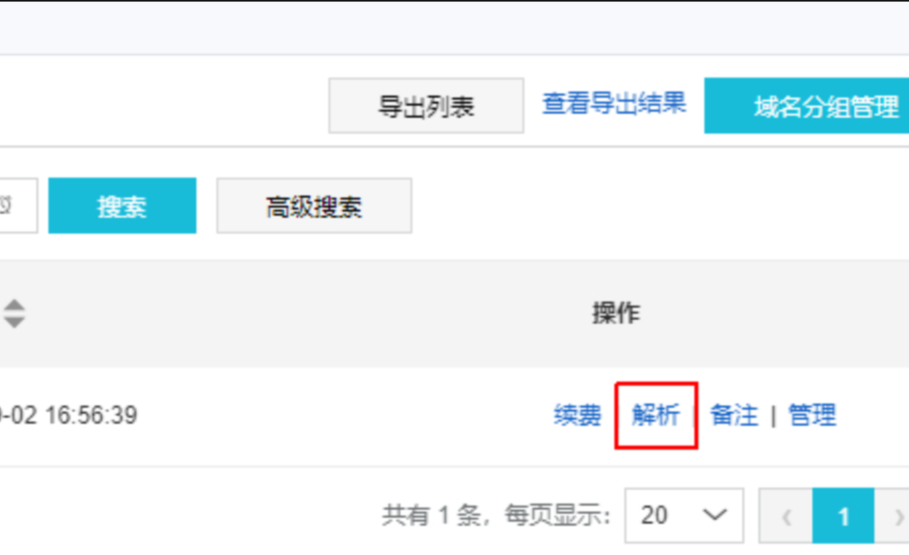 导出列表 查看导出结果 域名分组管理
搜索 高级搜索
操作
-02 16:56:39 续费 解析 备注 | 管理
共有 1 条，每页显示： 20 1